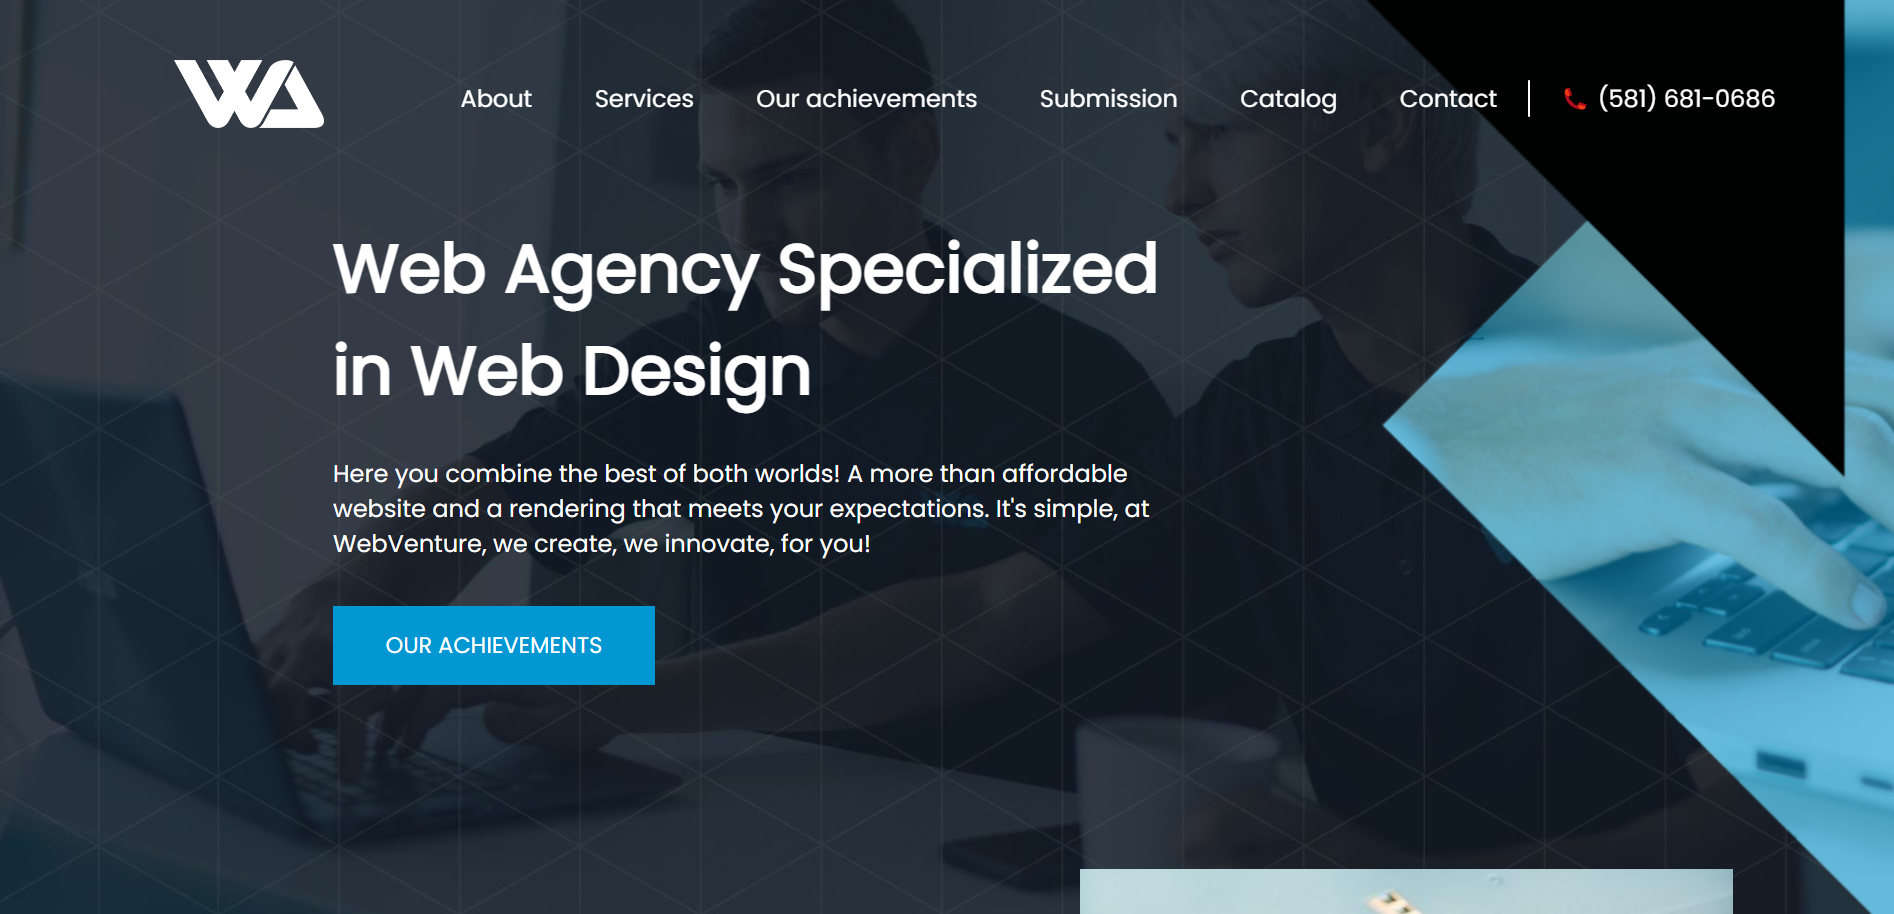 WA
About Services Our achievements Submission Catalog Contact (581) 681-0686
Web Agency Specialized
in Web Design
Here you combine the best of both worlds! A more than affordable
website and a rendering that meets your expectations. It's simple, at
WebVenture, we create, we innovate, for you!
OUR ACHIEVEMENTS